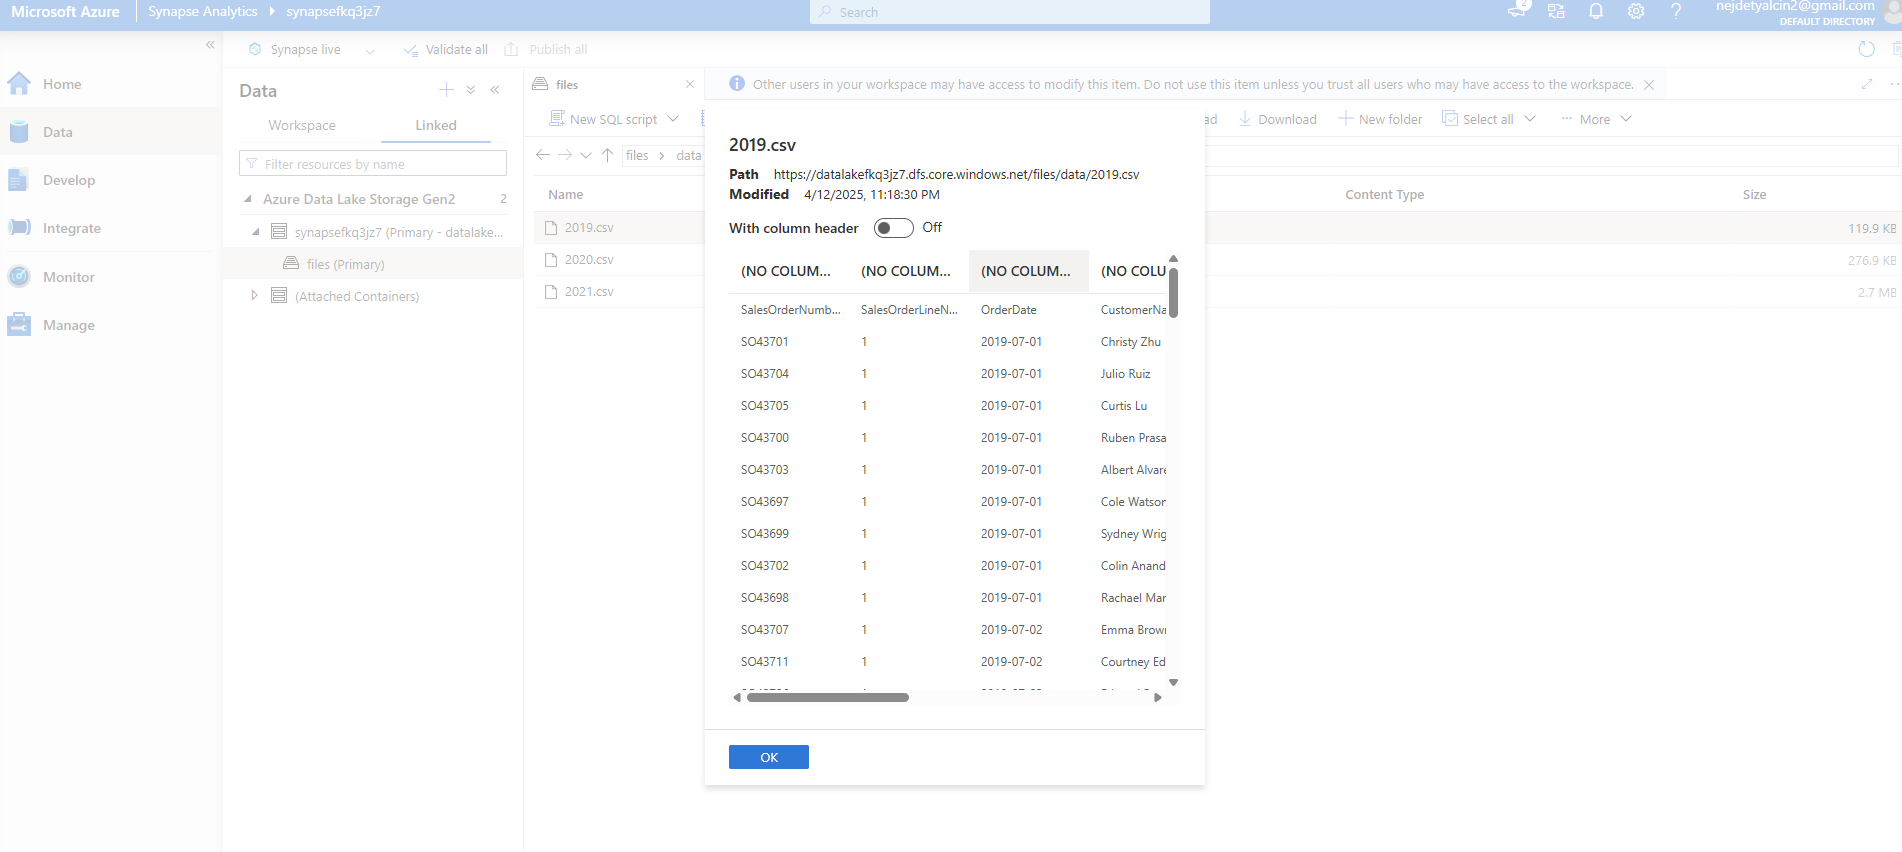 Microsoft Azure
Synapse Analytics
synapsefkq3jz7
Search
2
nejdetyalcin2@gmail.com
DEFAULT DIRECTORY
Synapse live
Validate all
Publish all
Home
Data
Develop
Integrate
Monitor
Manage
Data
Workspace
Linked
Filter resources by name
Azure Data Lake Storage Gen2
2
synapsefkq3jz7 (Primary - datalake...
files (Primary)
(Attached Containers)
files
Other users in your workspace may have access to modify this item. Do not use this item unless you trust all users who may have access to the workspace.
New SQL script
Download
New folder
Select all
More
files
data
Name
Content Type
Size
2019.csv
119.9 KB
2020.csv
276.9 KB
2021.csv
2.7 MB
2019.csv
Path https://datalakefkq3jz7.dfs.core.windows.net/files/data/2019.csv
Modified 4/12/2025, 11:18:30 PM
With column header Off
(NO COLUM... (NO COLUM... (NO COLUM... (NO COLU
SalesOrderNumb... SalesOrderLineN... OrderDate CustomerNa
SO43701 1 2019-07-01 Christy Zhu
SO43704 1 2019-07-01 Julio Ruiz
SO43705 1 2019-07-01 Curtis Lu
SO43700 1 2019-07-01 Ruben Prasa
SO43703 1 2019-07-01 Albert Alvare
SO43697 1 2019-07-01 Cole Watson
SO43699 1 2019-07-01 Sydney Wrig
SO43702 1 2019-07-01 Colin Anand
SO43698 1 2019-07-01 Rachael Mar
SO43707 1 2019-07-02 Emma Brown
SO43711 1 2019-07-02 Courtney Ed
OK